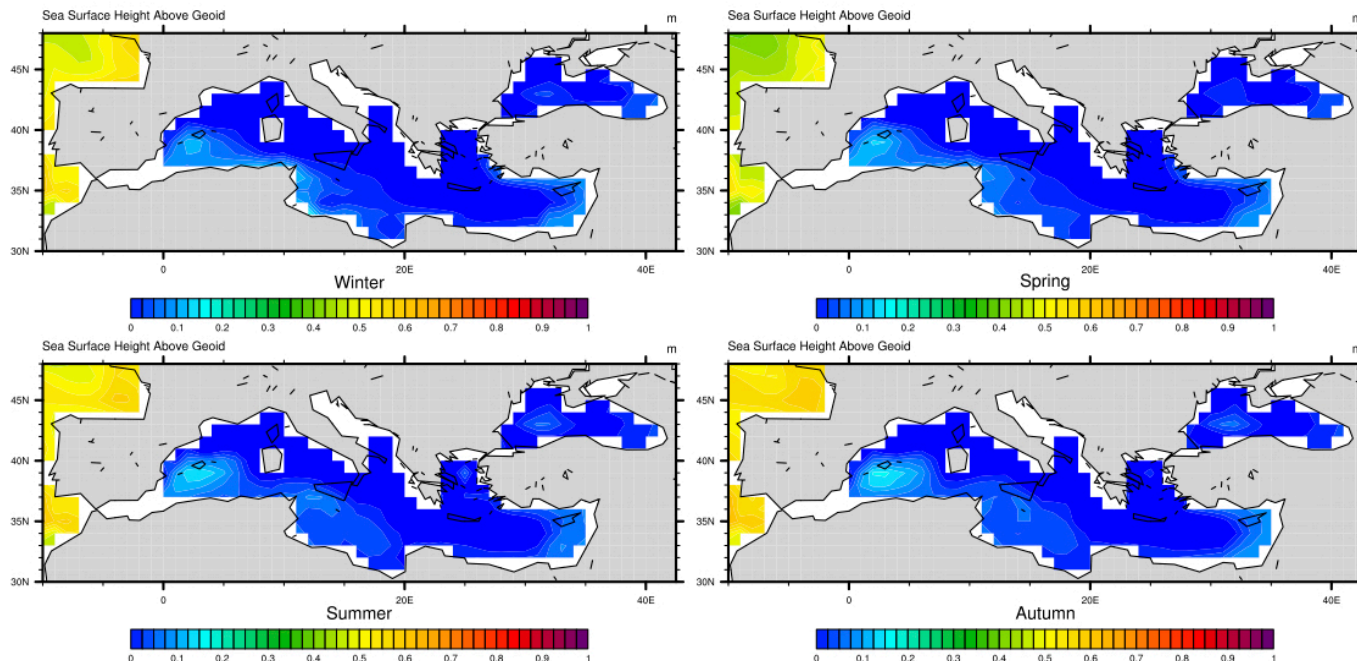 Sea Surface Height Above Geoid m
45N
40N
35N
30N
0 20E 40E
Winter
0 0.1 0.2 0.3 0.4 0.5 0.6 0.7 0.8 0.9 1
Sea Surface Height Above Geoid m
45N
40N
35N
30N
0 20E 40E
Spring
0 0.1 0.2 0.3 0.4 0.5 0.6 0.7 0.8 0.9 1
Sea Surface Height Above Geoid m
45N
40N
35N
30N
0 20E 40E
Summer
0 0.1 0.2 0.3 0.4 0.5 0.6 0.7 0.8 0.9 1
Sea Surface Height Above Geoid m
45N
40N
35N
30N
0 20E 40E
Autumn
0 0.1 0.2 0.3 0.4 0.5 0.6 0.7 0.8 0.9 1